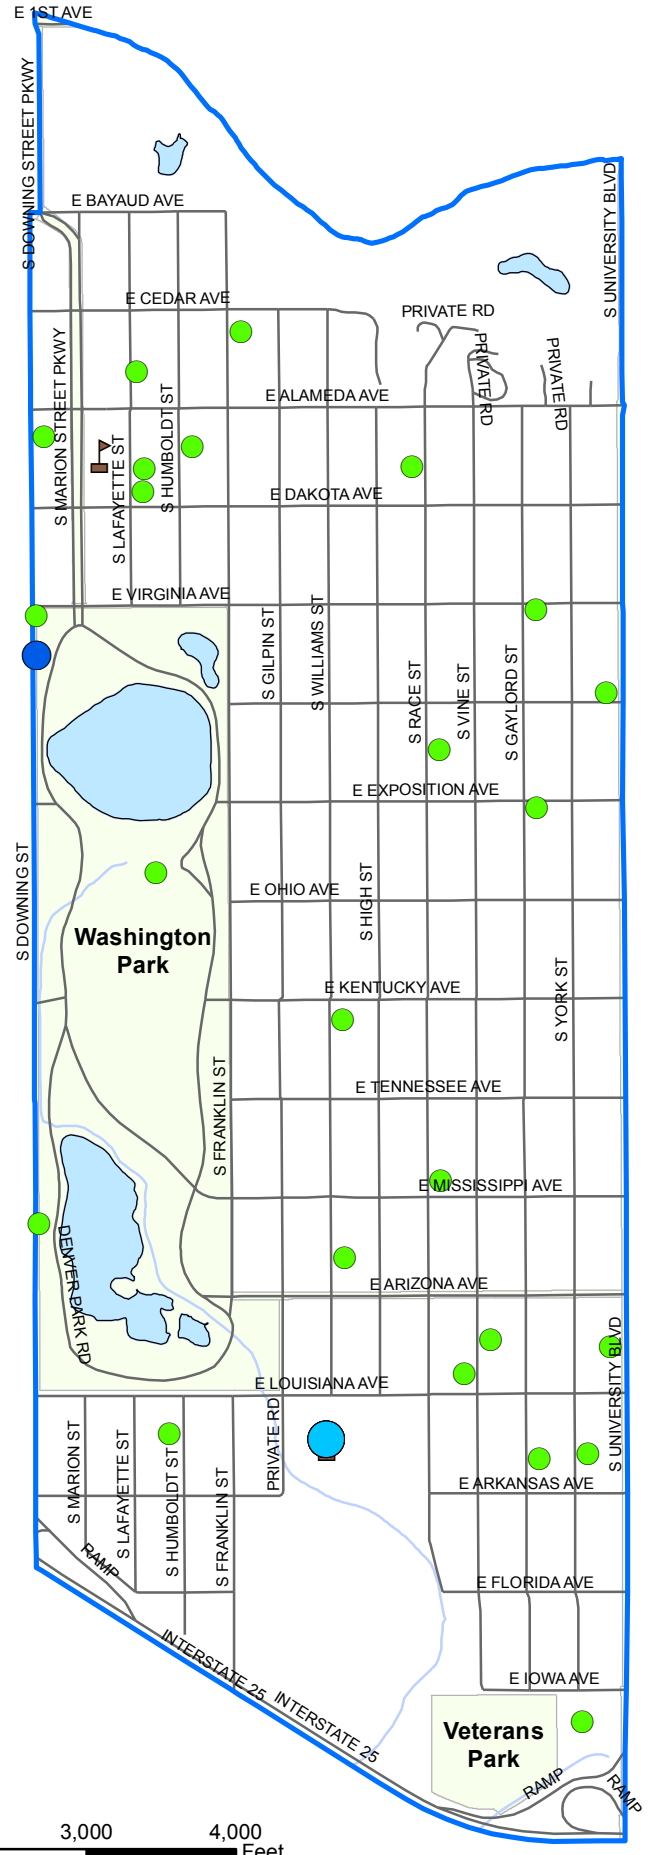 E 1ST AVE
S DOWNING STREET PKWY
E BAYAUD AVE
S UNIVERSITY BLVD
E CEDAR AVE
PRIVATE RD
PRIVATE RD
PRIVATE RD
S MARION STREET PKWY
E ALAMEDA AVE
S HUMBOLDT ST
S LAFAYETTE ST
E DAKOTA AVE
E VIRGINIA AVE
S GILPIN ST
S WILLIAMS ST
S RACE ST
S VINE ST
S GAYLORD ST
E EXPOSITION AVE
S DOWNING ST
E OHIO AVE
S HIGH ST
Washington
Park
E KENTUCKY AVE
S YORK ST
E TENNESSEE AVE
S FRANKLIN ST
E MISSISSIPPI AVE
DENVER PARK RD
E ARIZONA AVE
S UNIVERSITY BLVD
E LOUISIANA AVE
PRIVATE RD
S MARION ST
S LAFAYETTE ST
S HUMBOLDT ST
S FRANKLIN ST
E ARKANSAS AVE
RAMP
E FLORIDA AVE
INTERSTATE 25
INTERSTATE 25
E IOWA AVE
Veterans
Park
RAMP
RAMP
3,000
4,000
Feet